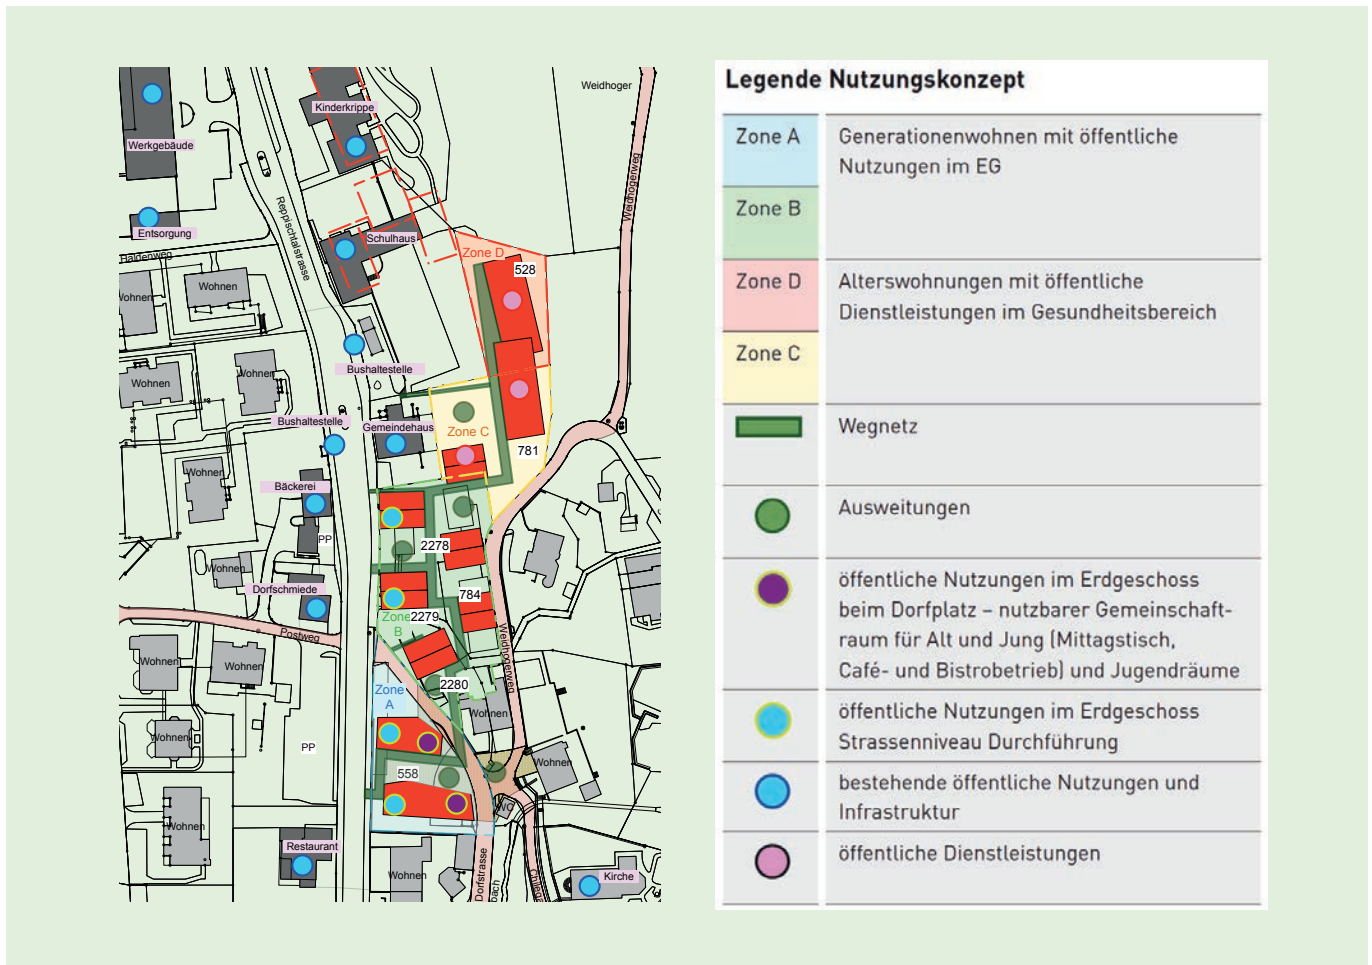 Weidhoger
Kinderkrippe
Werkgebäude
Weidhogerweg
Reppischtalstrasse
Entsorgung
Schulhaus
Haldenweg
Zone D
528
Wohnen
Wohnen
Bushaltestelle
Wohnen
Wohnen
Bushaltestelle
Gemeindehaus
Zone C
781
Wohnen
Bäckerei
PP
2278
Wohnen
Dorfschmiede
784
Zone
B
2279
Postweg
Weidhogerweg
Wohnen
Wohnen
2280
Zone
A
Wohnen
Wohnen
PP
Wohnen
558
WC
Wohnen
Restaurant
Wohnen
Dorfstrasse
bach
Kirche
Legende Nutzungskonzept
Zone A
Generationenwohnen mit öffentliche
Nutzungen im EG
Zone B
Zone D
Alterswohnungen mit öffentliche
Dienstleistungen im Gesundheitsbereich
Zone C
Wegnetz
Ausweitungen
öffentliche Nutzungen im Erdgeschoss
beim Dorfplatz – nutzbarer Gemeinschaft-
raum für Alt und Jung (Mittagstisch,
Café- und Bistrobetrieb) und Jugendräume
öffentliche Nutzungen im Erdgeschoss
Strassenniveau Durchführung
bestehende öffentliche Nutzungen und
Infrastruktur
öffentliche Dienstleistungen